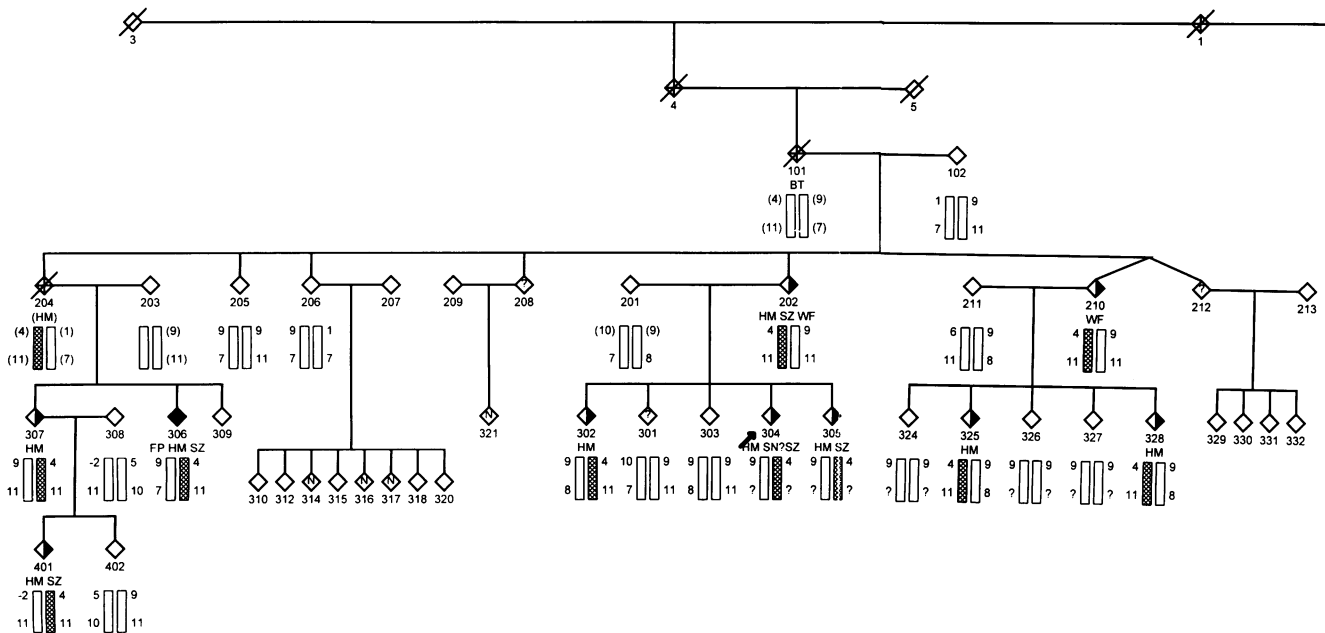 3 1
4 5
101 102
BT
(4) (9) 1 9
(11) (7) 7 11
?
?
204 203 205 206 207 209 208 201 202 211 210 212 213
(HM) HM SZ WF WF
(4) (1) (9) 9 9 9 1 (10) (9) 4 9 6 9 4 9
(11) (7) (11) 7 11 7 7 7 8 11 11 11 8 11 11
N ?
307 308 306 309 321 302 301 303 304 305 324 325 326 327 328 329 330 331 332
HM FP HM SZ HM HM SN?SZ HM SZ HM HM
9 4 -2 5 9 4 9 4 10 9 9 9 9 4 9 4 9 9 4 9 9 9 9 9 4 9
11 11 11 10 7 11 8 11 7 11 8 11 ? ? ? ? ? ? 11 8 ? ? ? ? 11 8
N N N
310 312 314 315 316 317 318 320
401 402
HM SZ
-2 4 5 9
11 11 10 11